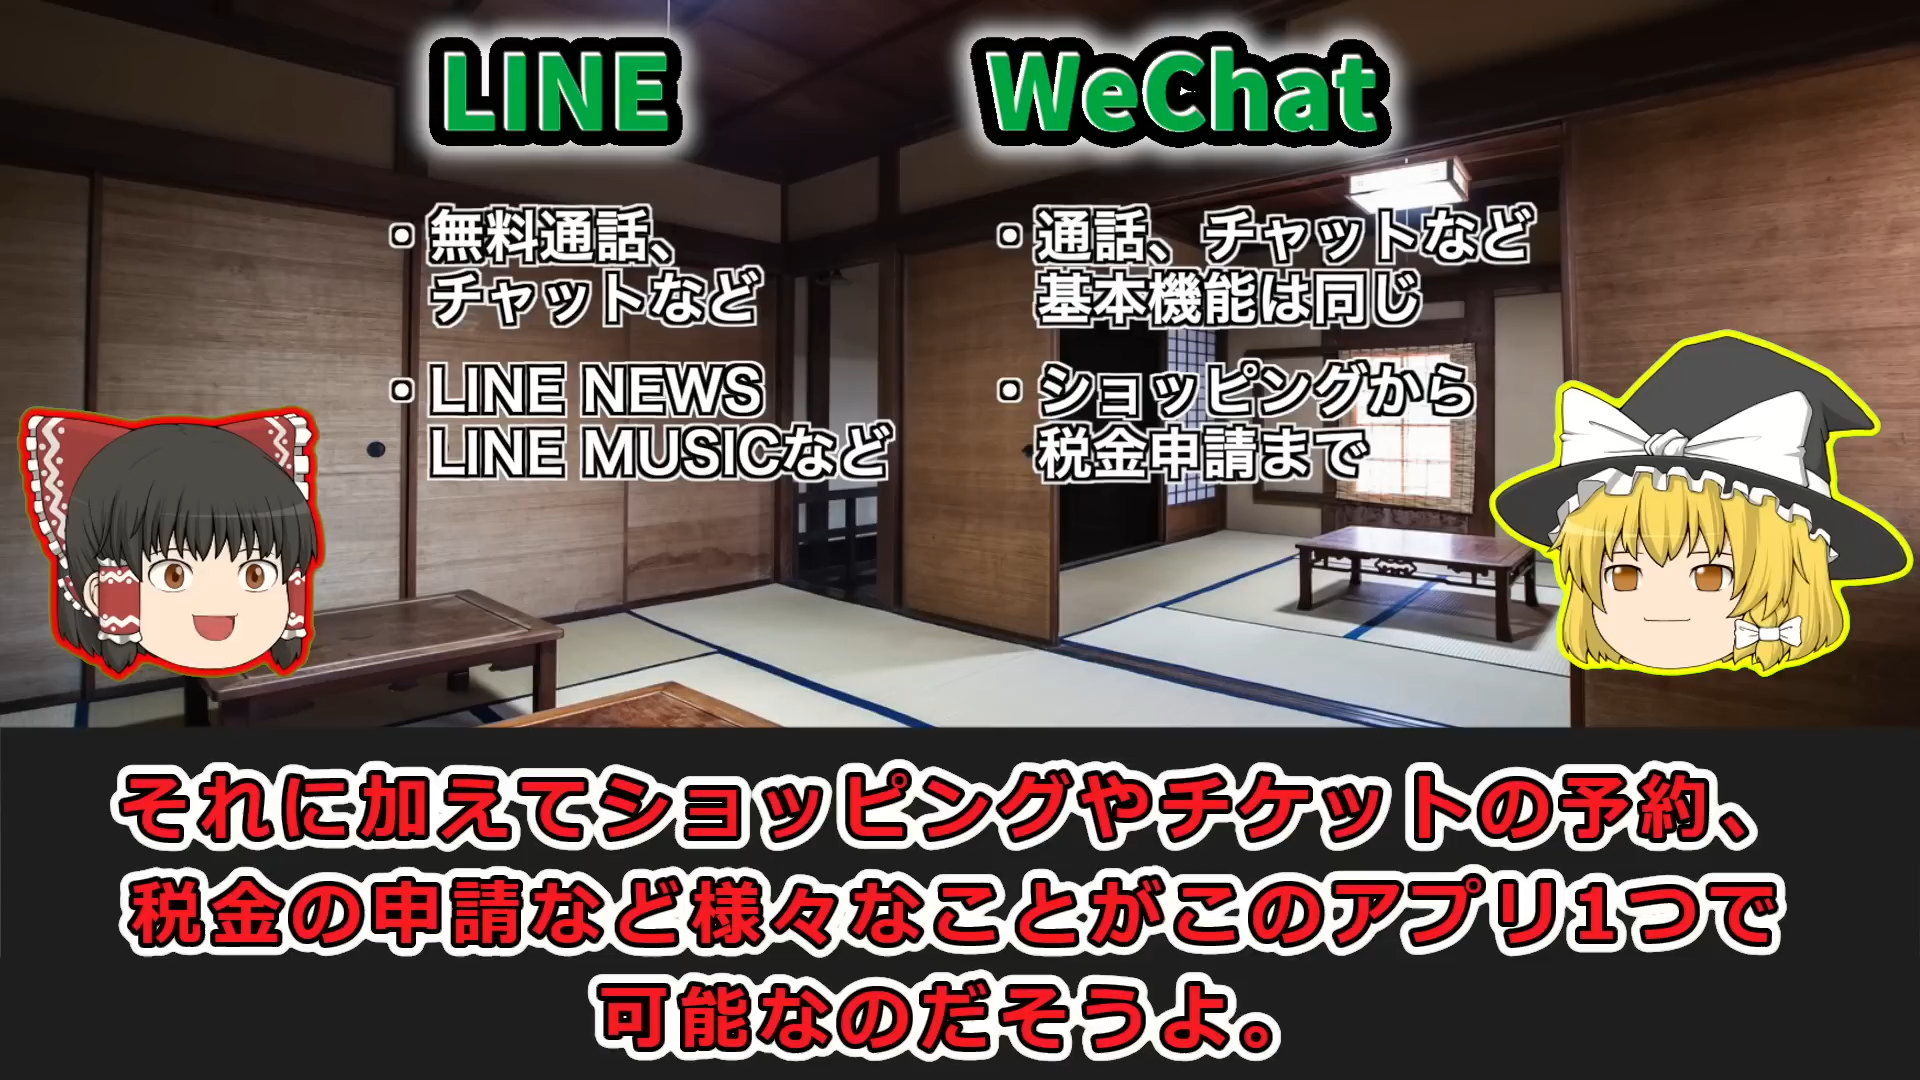 LINE
・無料通話、
チャットなど
・LINE NEWS
LINE MUSICなど
WeChat
・通話、チャットなど
基本機能は同じ
・ショッピングから
税金申請まで
それに加えてショッピングやチケットの予約、
税金の申請など様々なことがこのアプリ1つで
可能なのだそうよ。